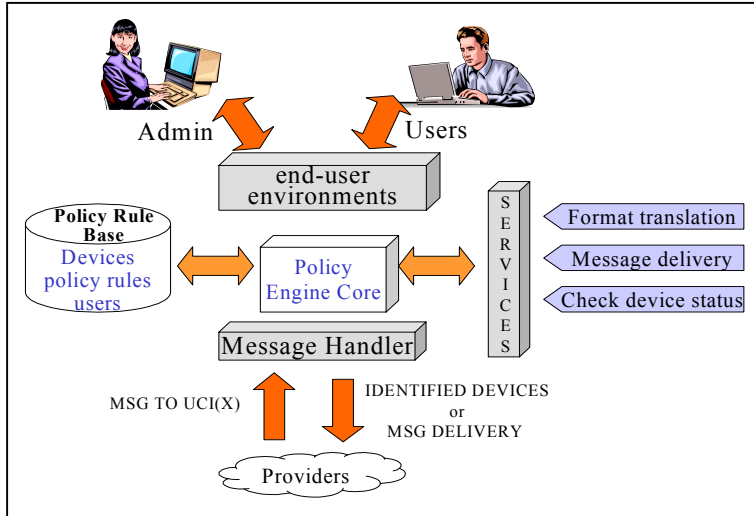 Admin
Users
end-user
environments
Policy Rule
Base
Devices
policy rules
users
Policy
Engine Core
SERVICES
Format translation
Message delivery
Check device status
Message Handler
MSG TO UCI(X)
IDENTIFIED DEVICES
or
MSG DELIVERY
Providers